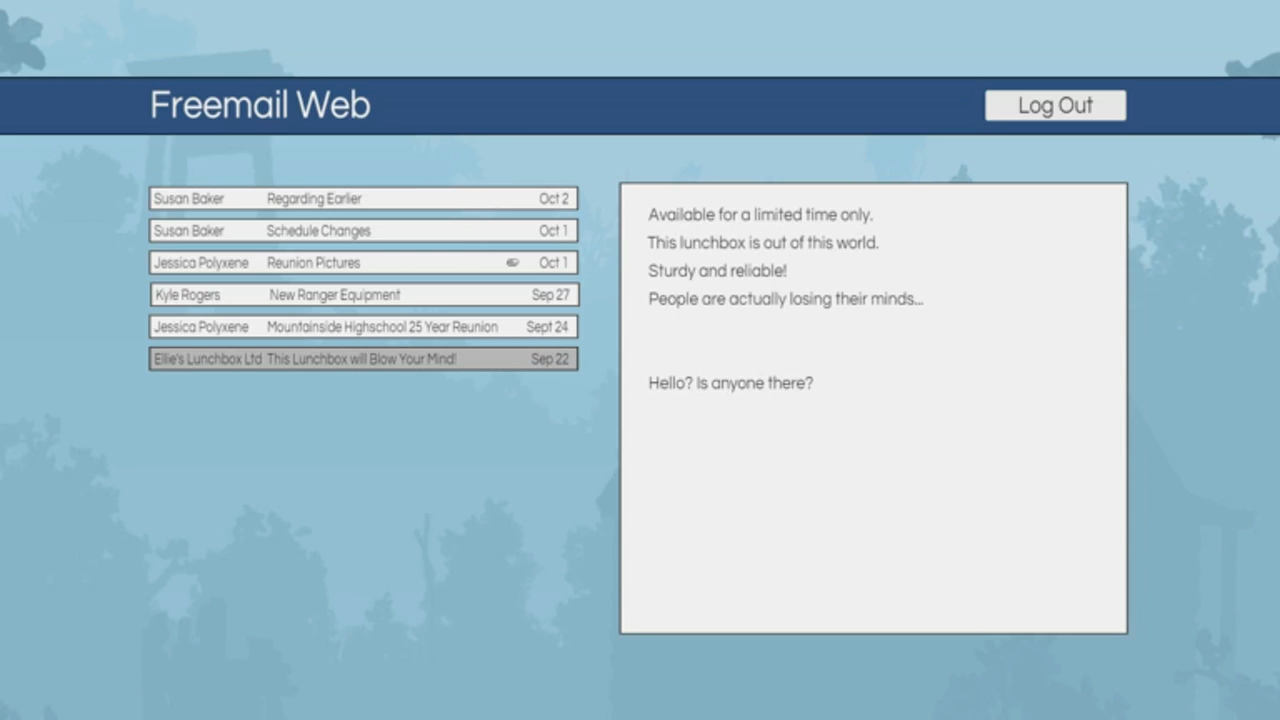 Freemail Web
Log Out
Susan Baker Regarding Earlier Oct 2
Susan Baker Schedule Changes Oct 1
Jessica Polyxene Reunion Pictures Oct 1
Kyle Rogers New Ranger Equipment Sep 27
Jessica Polyxene Mountainside Highschool 25 Year Reunion Sept 24
Ellie's Lunchbox Ltd This Lunchbox will Blow Your Mind! Sep 22
Available for a limited time only.
This lunchbox is out of this world.
Sturdy and reliable!
People are actually losing their minds...
Hello? Is anyone there?